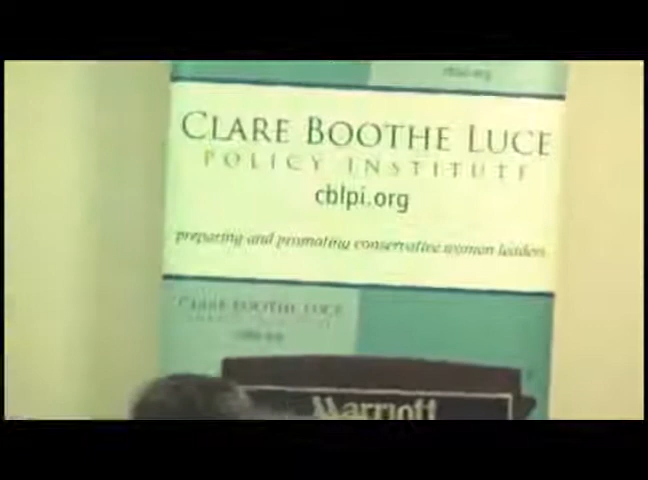 cblpi.org
CLARE BOOTHE LUCE
POLICY INSTITUTE
cblpi.org
preparing and promoting conservative women leaders
CLARE BOOTHE LUCE
Marriott